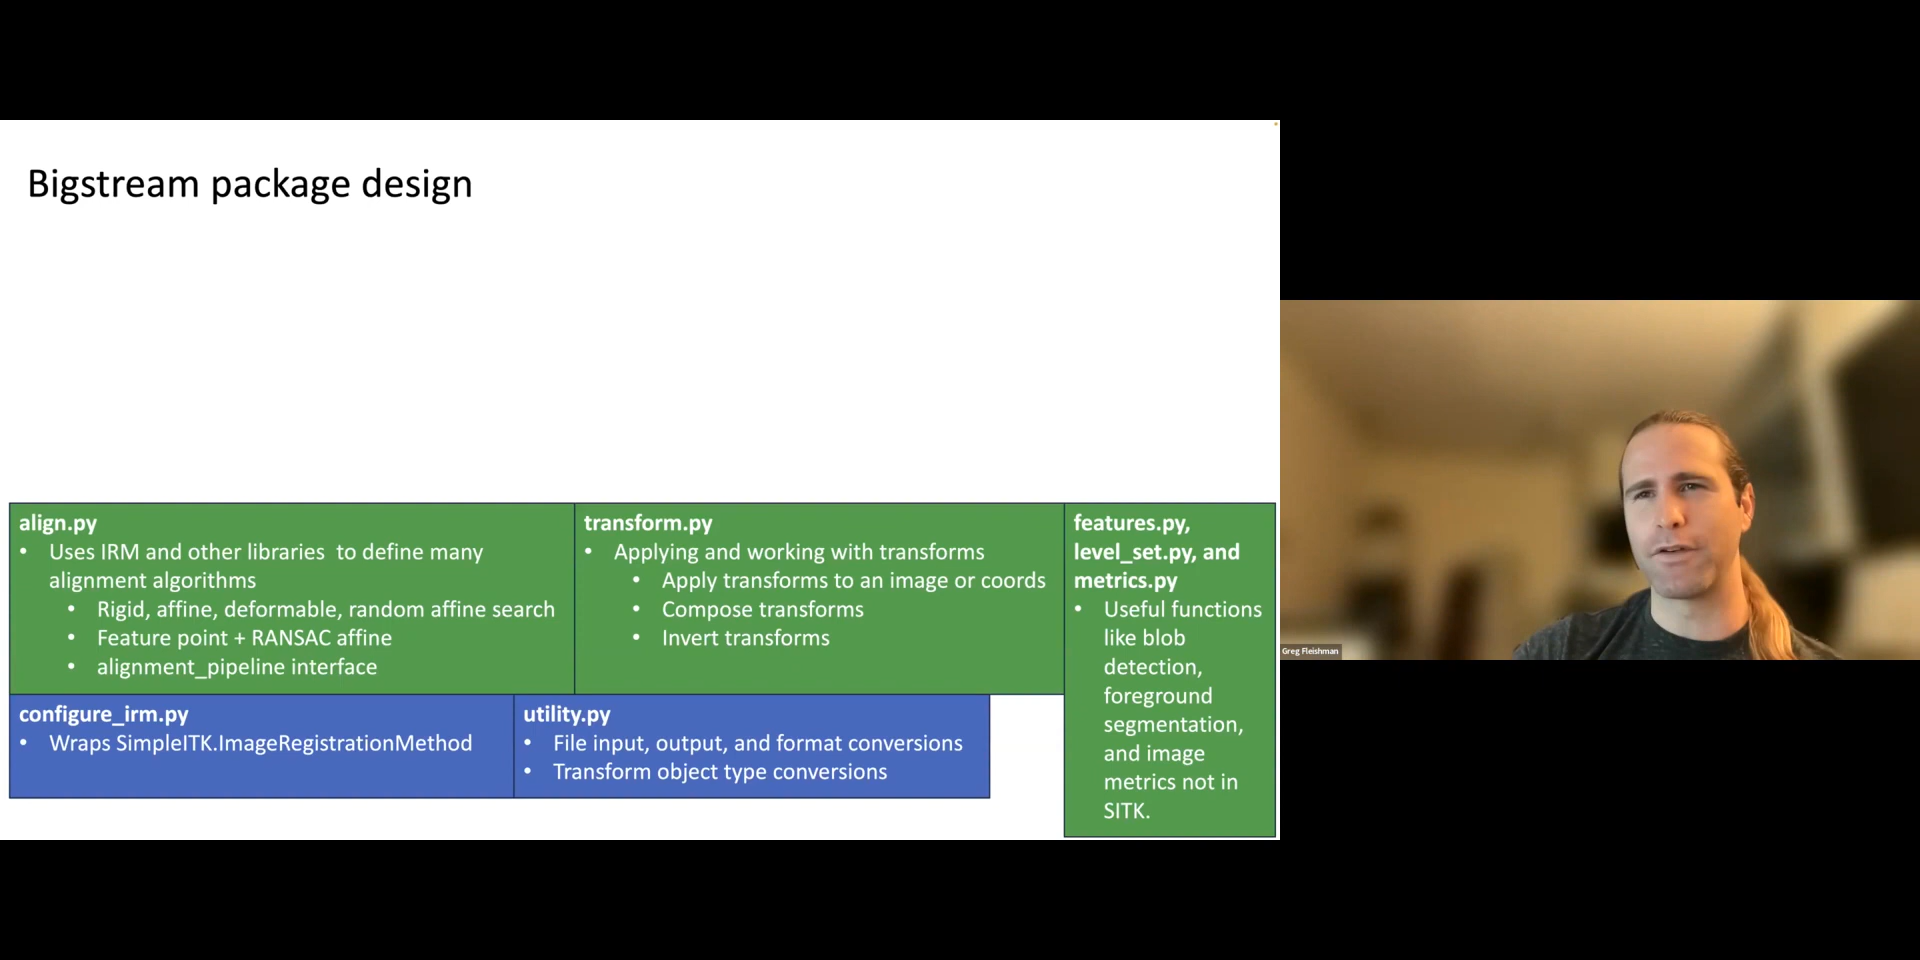 Bigstream package design
align.py
• Uses IRM and other libraries to define many
alignment algorithms
• Rigid, affine, deformable, random affine search
• Feature point + RANSAC affine
• alignment_pipeline interface
transform.py
• Applying and working with transforms
• Apply transforms to an image or coords
• Compose transforms
• Invert transforms
features.py,
level_set.py, and
metrics.py
• Useful functions
like blob
detection,
foreground
segmentation,
and image
metrics not in
SITK.
configure_irm.py
• Wraps SimpleITK.ImageRegistrationMethod
utility.py
• File input, output, and format conversions
• Transform object type conversions
Greg Fleishman